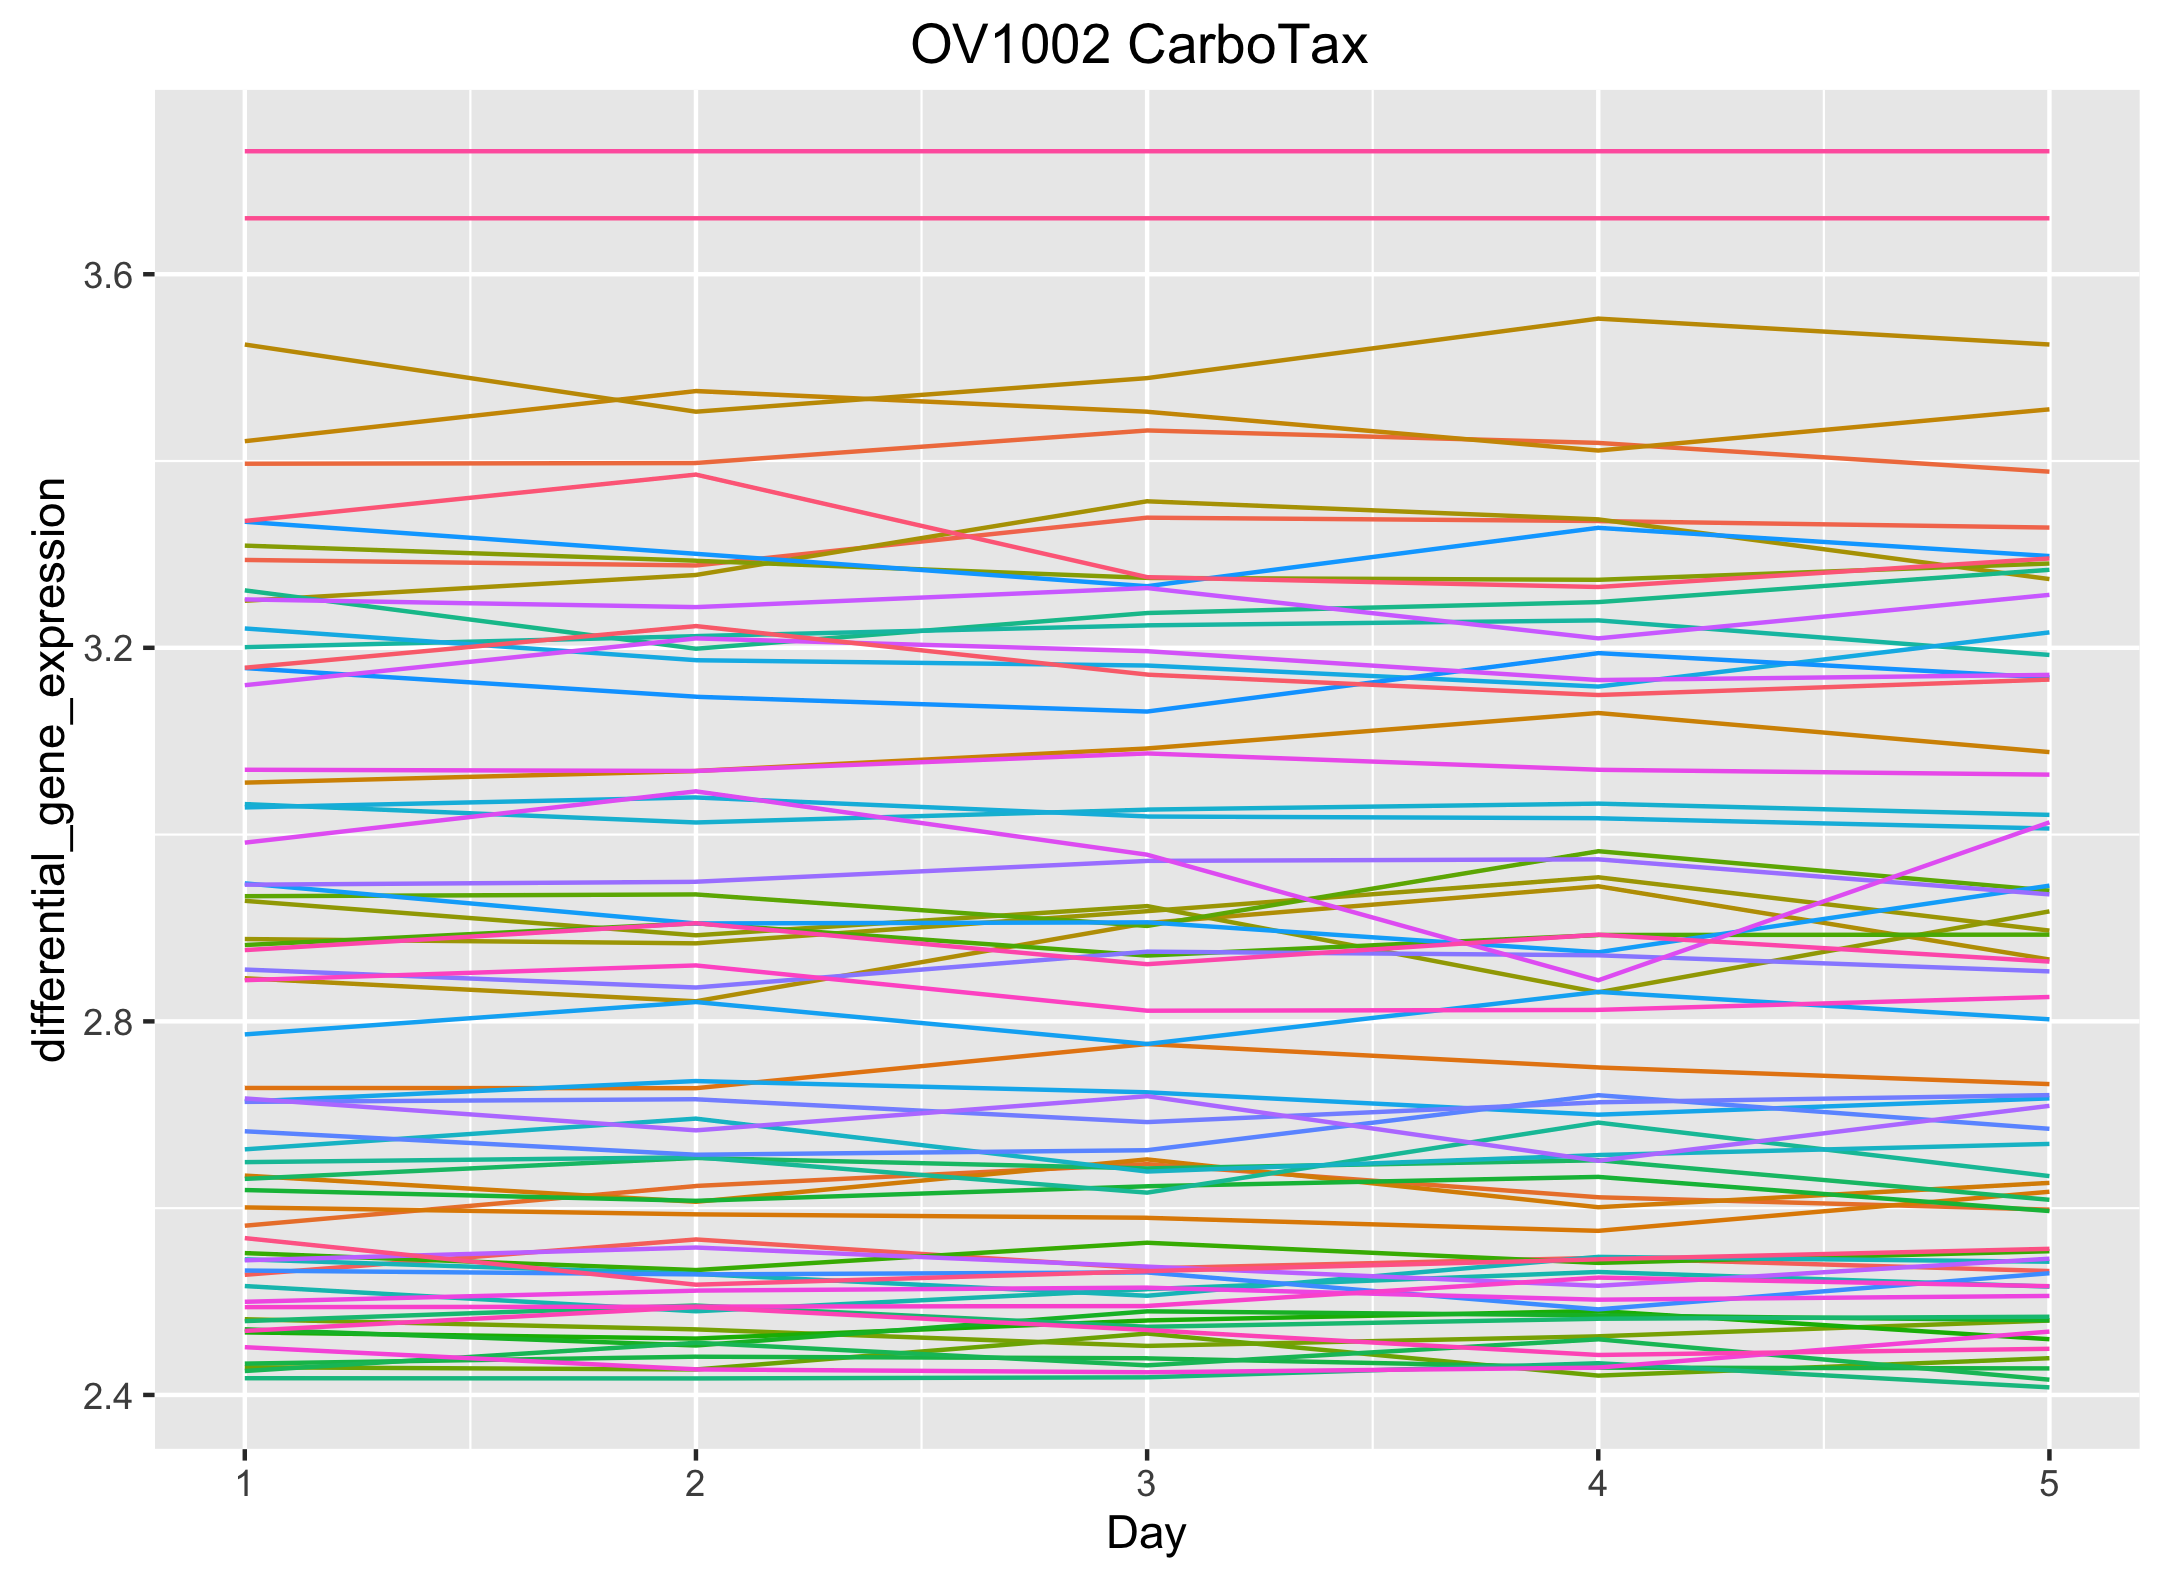 OV1002 CarboTax
differential_gene_expression
3.6
3.2
2.8
2.4
1 2 3 4 5
Day